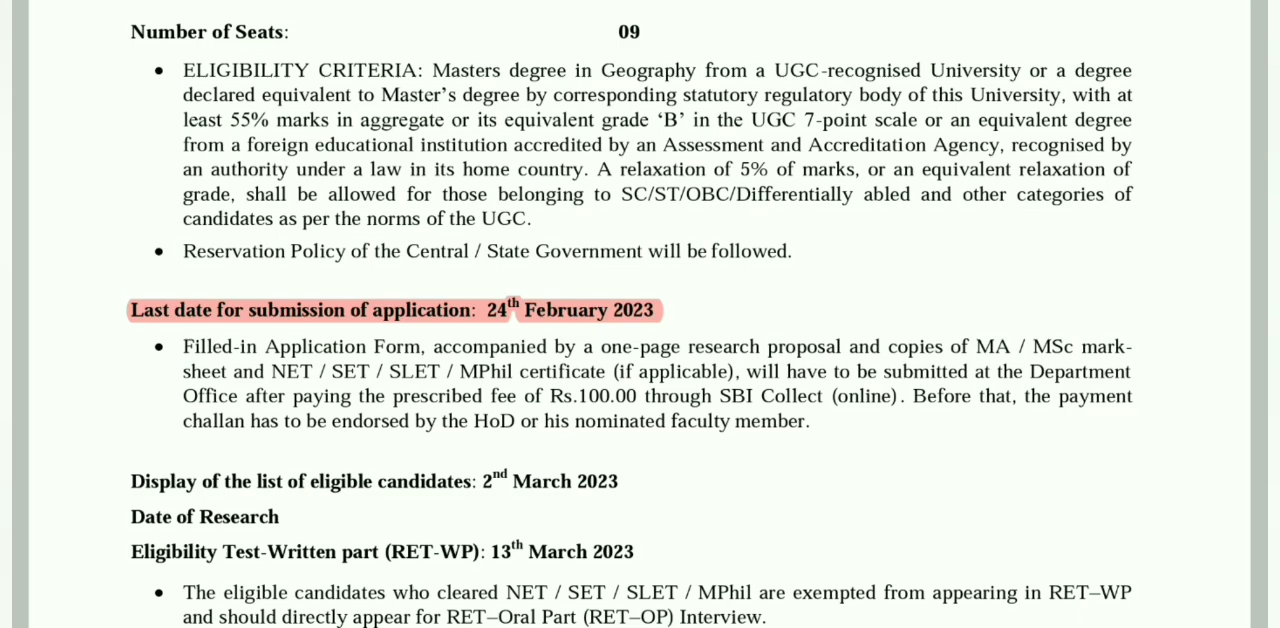 Number of Seats: 09
• ELIGIBILITY CRITERIA: Masters degree in Geography from a UGC-recognised University or a degree
declared equivalent to Master’s degree by corresponding statutory regulatory body of this University, with at
least 55% marks in aggregate or its equivalent grade ‘B’ in the UGC 7-point scale or an equivalent degree
from a foreign educational institution accredited by an Assessment and Accreditation Agency, recognised by
an authority under a law in its home country. A relaxation of 5% of marks, or an equivalent relaxation of
grade, shall be allowed for those belonging to SC/ST/OBC/Differentially abled and other categories of
candidates as per the norms of the UGC.
• Reservation Policy of the Central / State Government will be followed.
Last date for submission of application: 24th February 2023
• Filled-in Application Form, accompanied by a one-page research proposal and copies of MA / MSc mark-
sheet and NET / SET / SLET / MPhil certificate (if applicable), will have to be submitted at the Department
Office after paying the prescribed fee of Rs.100.00 through SBI Collect (online). Before that, the payment
challan has to be endorsed by the HoD or his nominated faculty member.
Display of the list of eligible candidates: 2nd March 2023
Date of Research
Eligibility Test-Written part (RET-WP): 13th March 2023
• The eligible candidates who cleared NET / SET / SLET / MPhil are exempted from appearing in RET–WP
and should directly appear for RET–Oral Part (RET–OP) Interview.